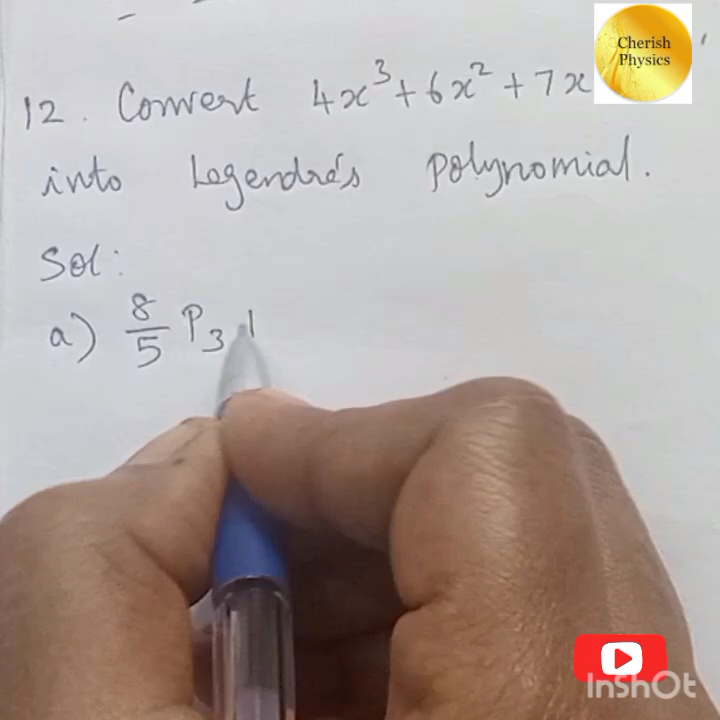 Cherish
Physics
12. Convert 4x³+6x²+7x
into Legendre's polynomial.
Sol:
a) 8/5 P₃
InShOt